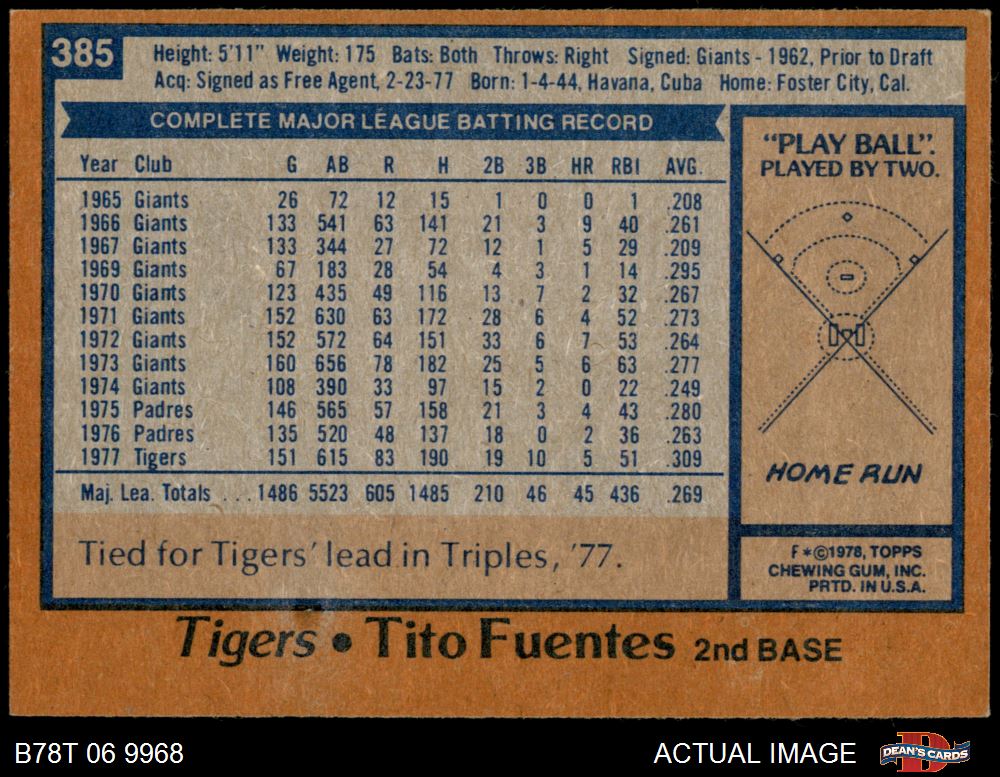 385
Height: 5'11" Weight: 175 Bats: Both Throws: Right Signed: Giants - 1962, Prior to Draft
Acq: Signed as Free Agent, 2-23-77 Born: 1-4-44, Havana, Cuba Home: Foster City, Cal.
COMPLETE MAJOR LEAGUE BATTING RECORD
Year Club G AB R H 2B 3B HR RBI AVG.
1965 Giants 26 72 12 15 1 0 0 1 .208
1966 Giants 133 541 63 141 21 3 9 40 .261
1967 Giants 133 344 27 72 12 1 5 29 .209
1969 Giants 67 183 28 54 4 3 1 14 .295
1970 Giants 123 435 49 116 13 7 2 32 .267
1971 Giants 152 630 63 172 28 6 4 52 .273
1972 Giants 152 572 64 151 33 6 7 53 .264
1973 Giants 160 656 78 182 25 5 6 63 .277
1974 Giants 108 390 33 97 15 2 0 22 .249
1975 Padres 146 565 57 158 21 3 4 43 .280
1976 Padres 135 520 48 137 18 0 2 36 .263
1977 Tigers 151 615 83 190 19 10 5 51 .309
Maj. Lea. Totals ...1486 5523 605 1485 210 46 45 436 .269
Tied for Tigers' lead in Triples, '77.
"PLAY BALL".
PLAYED BY TWO.
HOME RUN
F*©1978, TOPPS
CHEWING GUM, INC.
PRTD. IN U.S.A.
Tigers • Tito Fuentes 2nd BASE
B78T 06 9968
ACTUAL IMAGE
DEAN'S CARDS